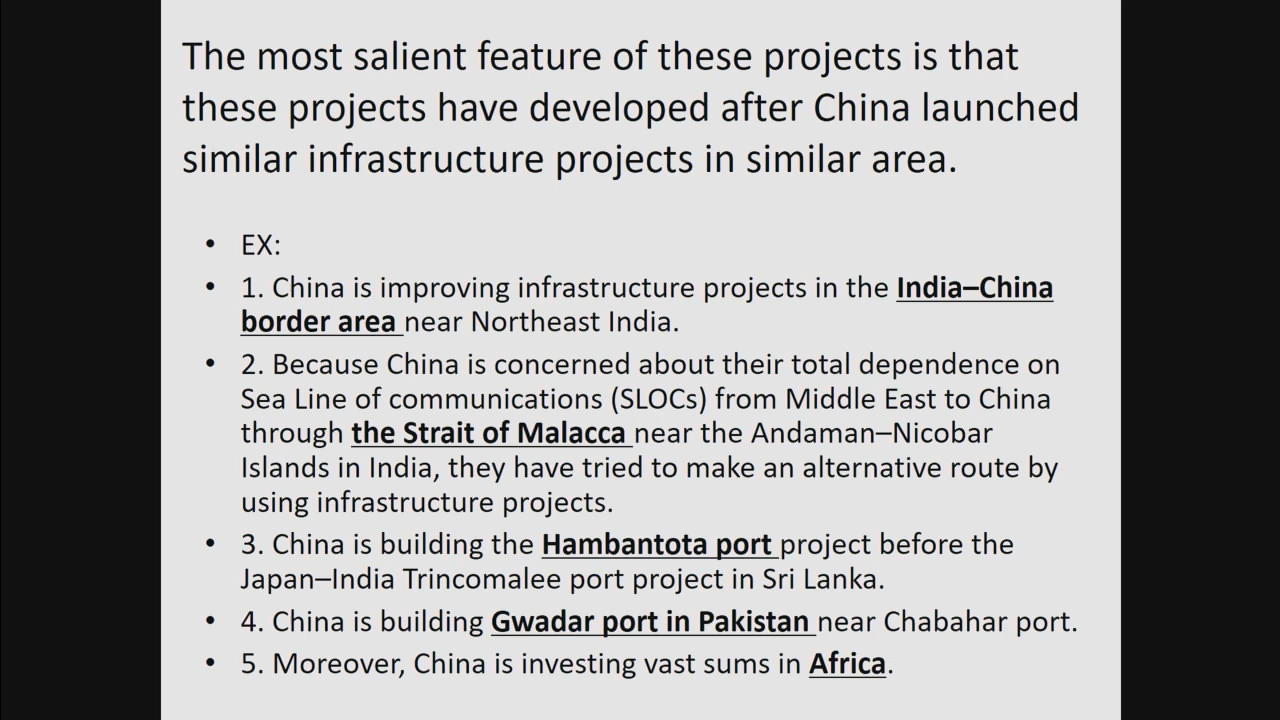 The most salient feature of these projects is that
these projects have developed after China launched
similar infrastructure projects in similar area.
• EX:
• 1. China is improving infrastructure projects in the India–China
border area near Northeast India.
• 2. Because China is concerned about their total dependence on
Sea Line of communications (SLOCs) from Middle East to China
through the Strait of Malacca near the Andaman–Nicobar
Islands in India, they have tried to make an alternative route by
using infrastructure projects.
• 3. China is building the Hambantota port project before the
Japan–India Trincomalee port project in Sri Lanka.
• 4. China is building Gwadar port in Pakistan near Chabahar port.
• 5. Moreover, China is investing vast sums in Africa.